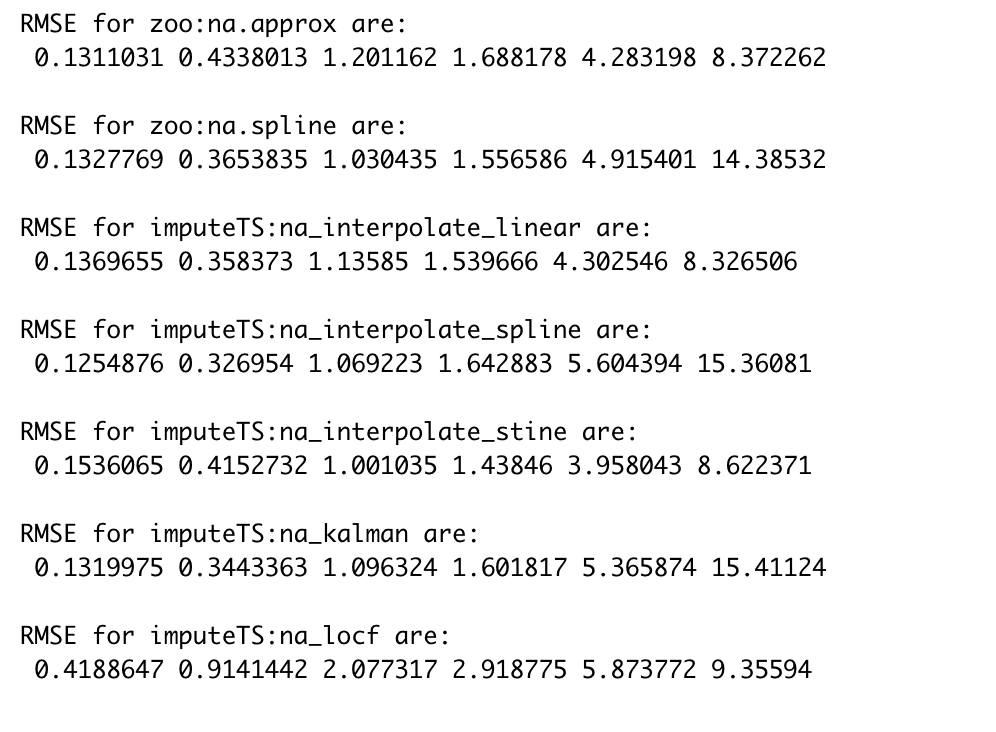 RMSE for zoo:na.approx are:
0.1311031 0.4338013 1.201162 1.688178 4.283198 8.372262
RMSE for zoo:na.spline are:
0.1327769 0.3653835 1.030435 1.556586 4.915401 14.38532
RMSE for imputeTS:na_interpolate_linear are:
0.1369655 0.358373 1.13585 1.539666 4.302546 8.326506
RMSE for imputeTS:na_interpolate_spline are:
0.1254876 0.326954 1.069223 1.642883 5.604394 15.36081
RMSE for imputeTS:na_interpolate_stine are:
0.1536065 0.4152732 1.001035 1.43846 3.958043 8.622371
RMSE for imputeTS:na_kalman are:
0.1319975 0.3443363 1.096324 1.601817 5.365874 15.41124
RMSE for imputeTS:na_locf are:
0.4188647 0.9141442 2.077317 2.918775 5.873772 9.35594